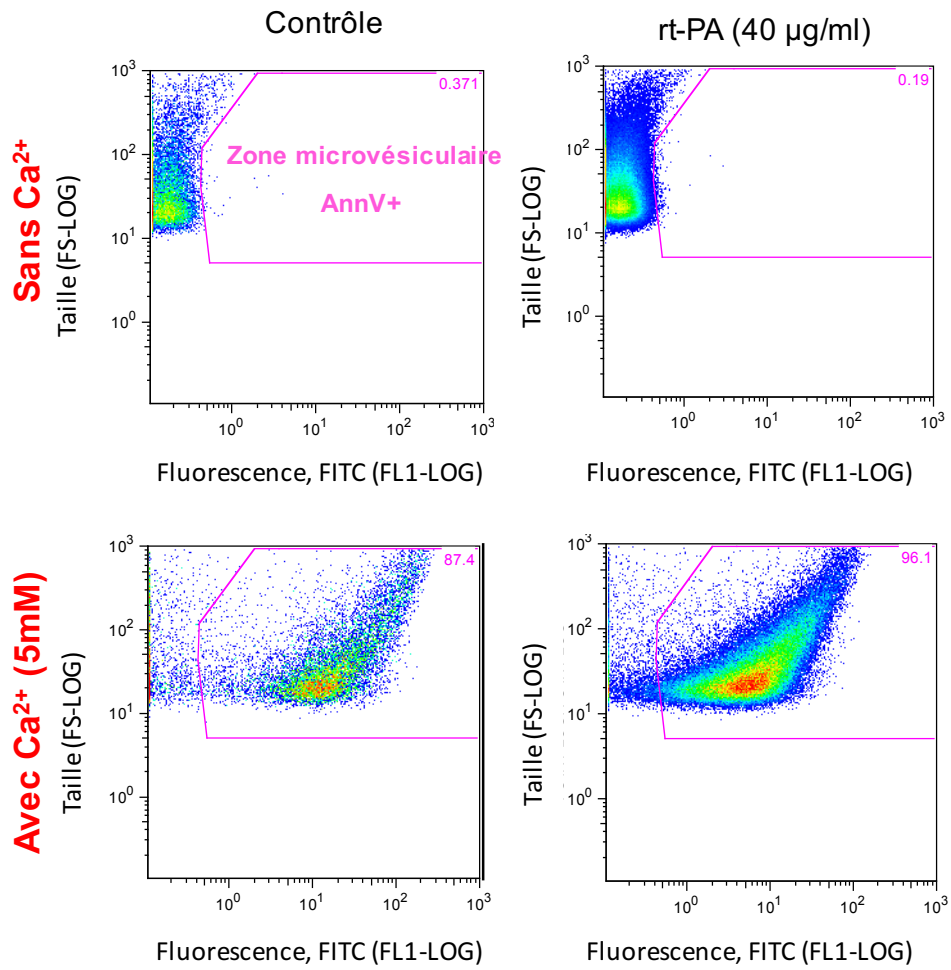 Contrôle
rt-PA (40 µg/ml)
Sans Ca²⁺
Taille (FS-LOG)
10³
10²
10¹
10⁰
0.371
Zone microvésiculaire
AnnV+
10⁰ 10¹ 10² 10³
Fluorescence, FITC (FL1-LOG)
Taille (FS-LOG)
10³
10²
10¹
10⁰
0.19
10⁰ 10¹ 10² 10³
Fluorescence, FITC (FL1-LOG)
Avec Ca²⁺ (5mM)
Taille (FS-LOG)
10³
10²
10¹
10⁰
87.4
10⁰ 10¹ 10² 10³
Fluorescence, FITC (FL1-LOG)
Taille (FS-LOG)
10³
10²
10¹
10⁰
96.1
10⁰ 10¹ 10² 10³
Fluorescence, FITC (FL1-LOG)